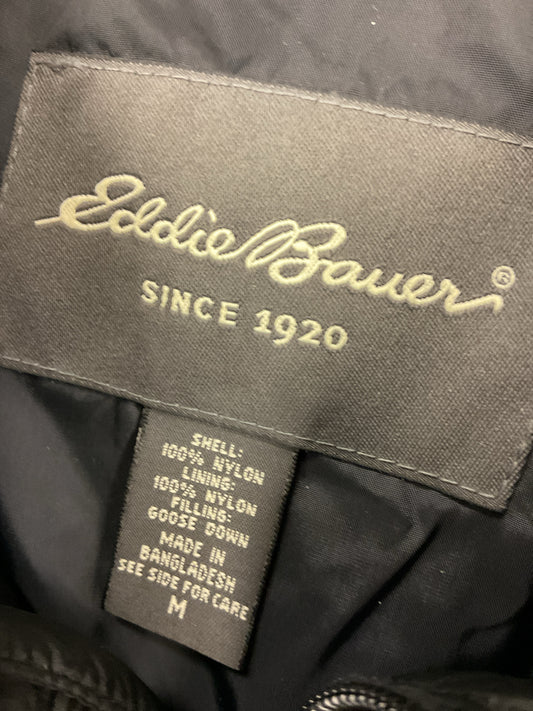 Eddie Bauer®
SINCE 1920
SHELL:
100% NYLON
LINING:
100% NYLON
FILLING:
GOOSE DOWN
MADE IN
BANGLADESH
SEE SIDE FOR CARE
M